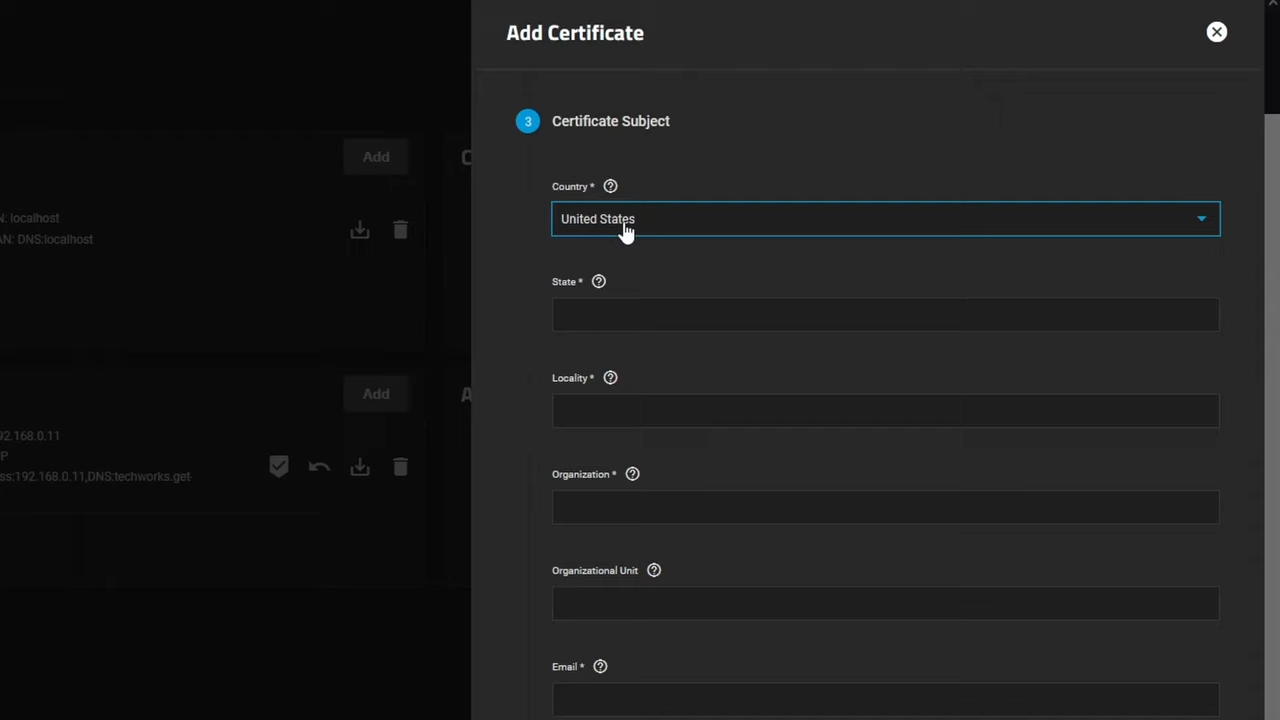 Add Certificate
3 Certificate Subject
Add
Country *
N: localhost
United States
AN: DNS:localhost
State *
Locality *
Add
92.168.0.11
P
Organization *
ss:192.168.0.11,DNS:techworks.get-
Organizational Unit
Email *